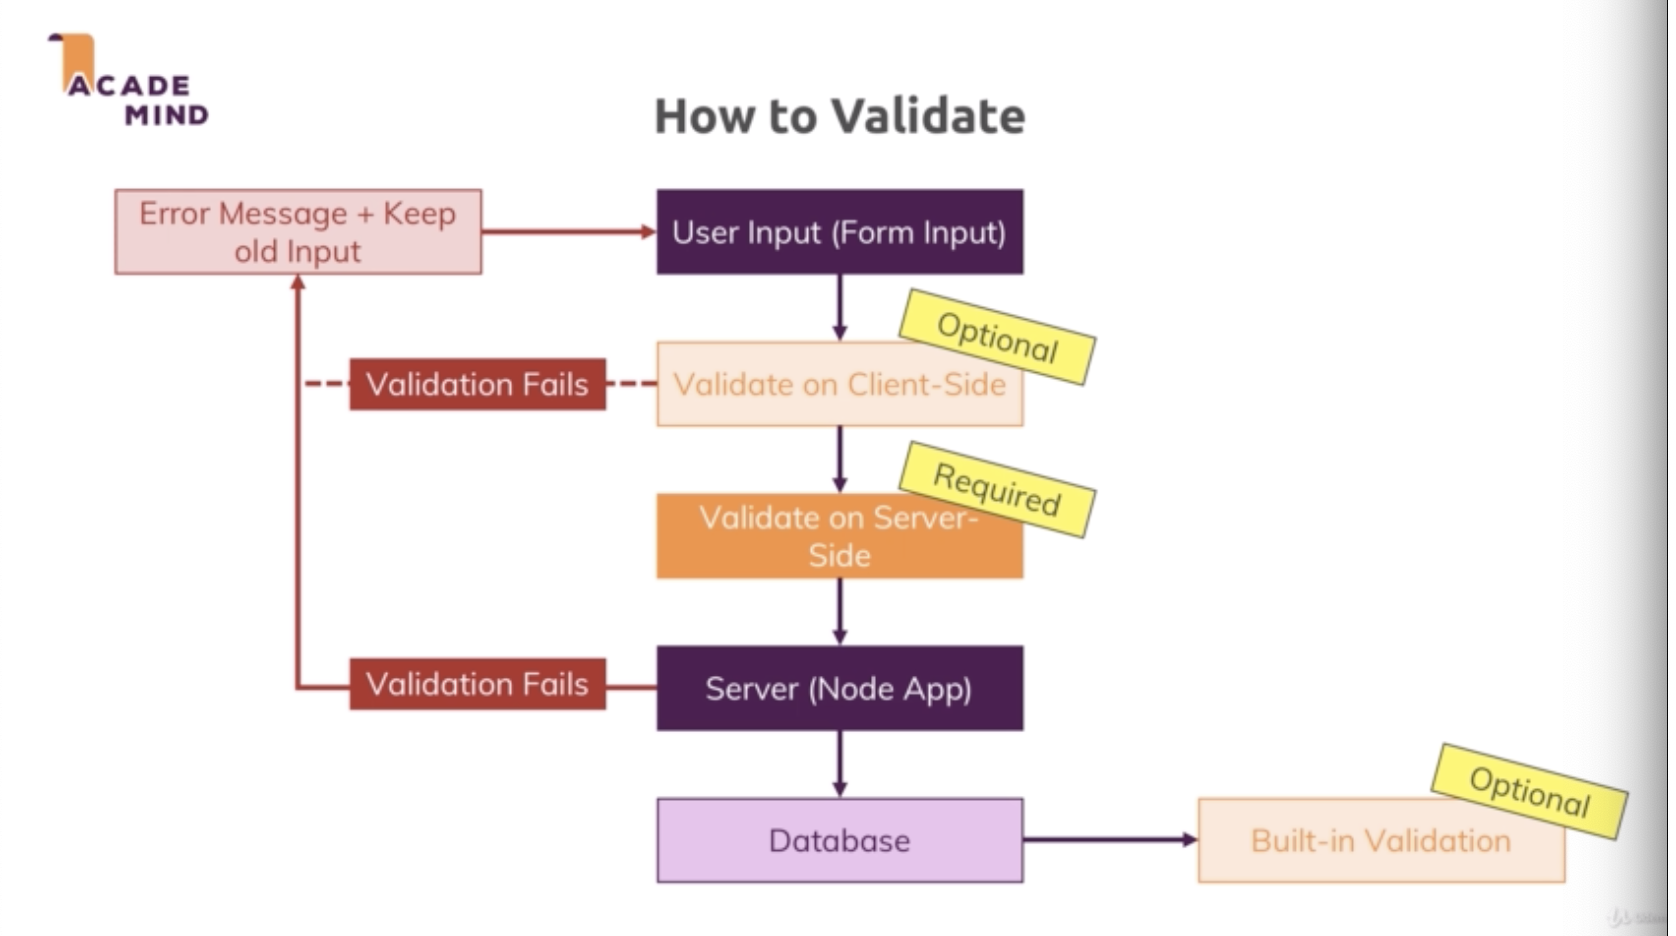 ACADE
MIND
How to Validate
Error Message + Keep
old Input
User Input (Form Input)
Optional
Validation Fails
Validate on Client-Side
Required
Validate on Server-
Side
Validation Fails
Server (Node App)
Optional
Database
Built-in Validation